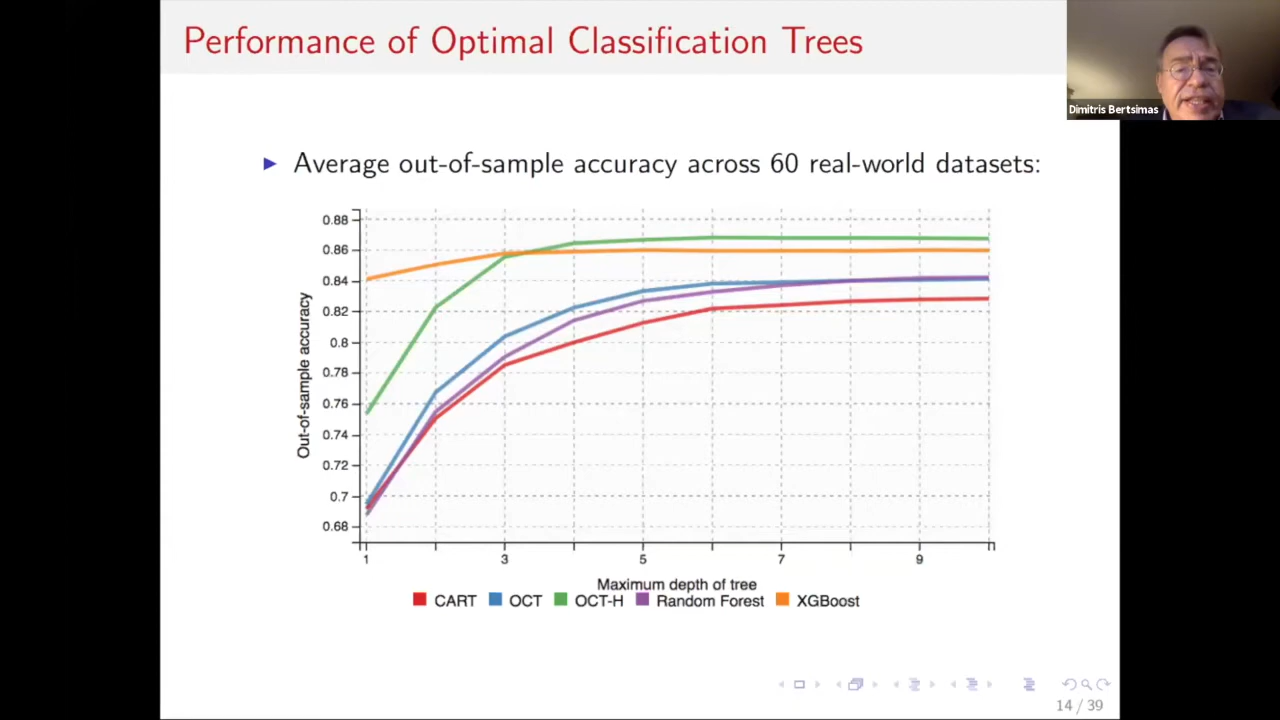 Performance of Optimal Classification Trees
Dimitris Bertsimas
Average out-of-sample accuracy across 60 real-world datasets:
0.88
0.86
0.84
0.82
0.8
0.78
0.76
0.74
0.72
0.7
0.68
Out-of-sample accuracy
1 3 5 7 9
Maximum depth of tree
CART OCT OCT-H Random Forest XGBoost
14 / 39